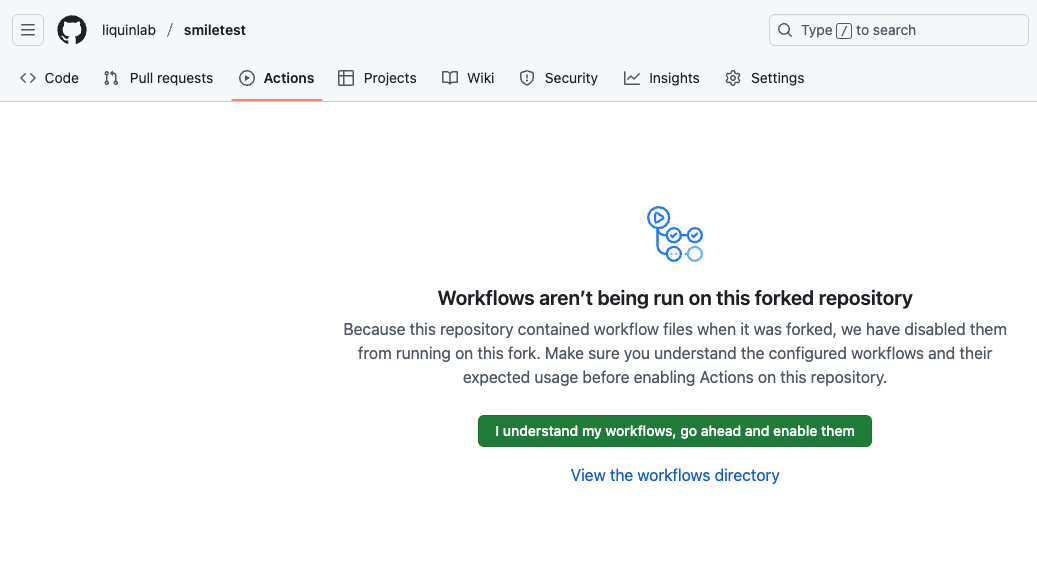 liquinlab / smiletest
Type / to search
Code Pull requests Actions Projects Wiki Security Insights Settings
Workflows aren’t being run on this forked repository
Because this repository contained workflow files when it was forked, we have disabled them
from running on this fork. Make sure you understand the configured workflows and their
expected usage before enabling Actions on this repository.
I understand my workflows, go ahead and enable them
View the workflows directory